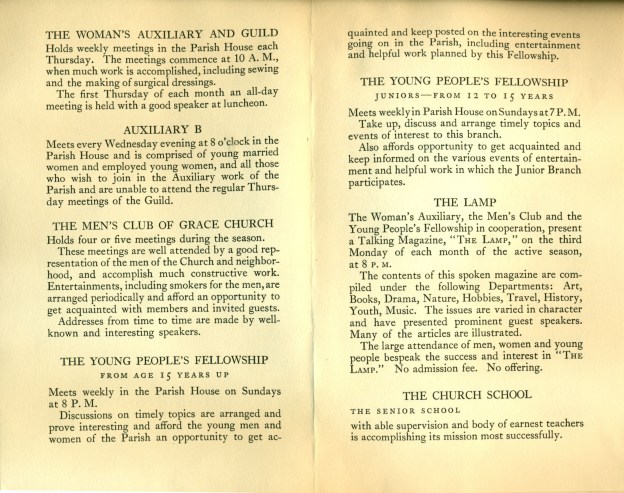 THE WOMAN'S AUXILIARY AND GUILD
Holds weekly meetings in the Parish House each
Thursday. The meetings commence at 10 A. M.,
when much work is accomplished, including sewing
and the making of surgical dressings.
The first Thursday of each month an all-day
meeting is held with a good speaker at luncheon.
AUXILIARY B
Meets every Wednesday evening at 8 o'clock in the
Parish House and is comprised of young married
women and employed young women, and all those
who wish to join in the Auxiliary work of the
Parish and are unable to attend the regular Thurs-
day meetings of the Guild.
THE MEN'S CLUB OF GRACE CHURCH
Holds four or five meetings during the season.
These meetings are well attended by a good rep-
resentation of the men of the Church and neighbor-
hood, and accomplish much constructive work.
Entertainments, including smokers for the men, are
arranged periodically and afford an opportunity to
get acquainted with members and invited guests.
Addresses from time to time are made by well-
known and interesting speakers.
THE YOUNG PEOPLE'S FELLOWSHIP
FROM AGE 15 YEARS UP
Meets weekly in the Parish House on Sundays
at 8 P. M.
Discussions on timely topics are arranged and
prove interesting and afford the young men and
women of the Parish an opportunity to get ac-
quainted and keep posted on the interesting events
going on in the Parish, including entertainment
and helpful work planned by this Fellowship.
THE YOUNG PEOPLE'S FELLOWSHIP
JUNIORS—FROM 12 TO 15 YEARS
Meets weekly in Parish House on Sundays at 7 P. M.
Take up, discuss and arrange timely topics and
events of interest to this branch.
Also affords opportunity to get acquainted and
keep informed on the various events of entertain-
ment and helpful work in which the Junior Branch
participates.
THE LAMP
The Woman's Auxiliary, the Men's Club and the
Young People's Fellowship in cooperation, present
a Talking Magazine, "THE LAMP," on the third
Monday of each month of the active season,
at 8 P. M.
The contents of this spoken magazine are com-
piled under the following Departments: Art,
Books, Drama, Nature, Hobbies, Travel, History,
Youth, Music. The issues are varied in character
and have presented prominent guest speakers.
Many of the articles are illustrated.
The large attendance of men, women and young
people bespeak the success and interest in "THE
LAMP." No admission fee. No offering.
THE CHURCH SCHOOL
THE SENIOR SCHOOL
with able supervision and body of earnest teachers
is accomplishing its mission most successfully.